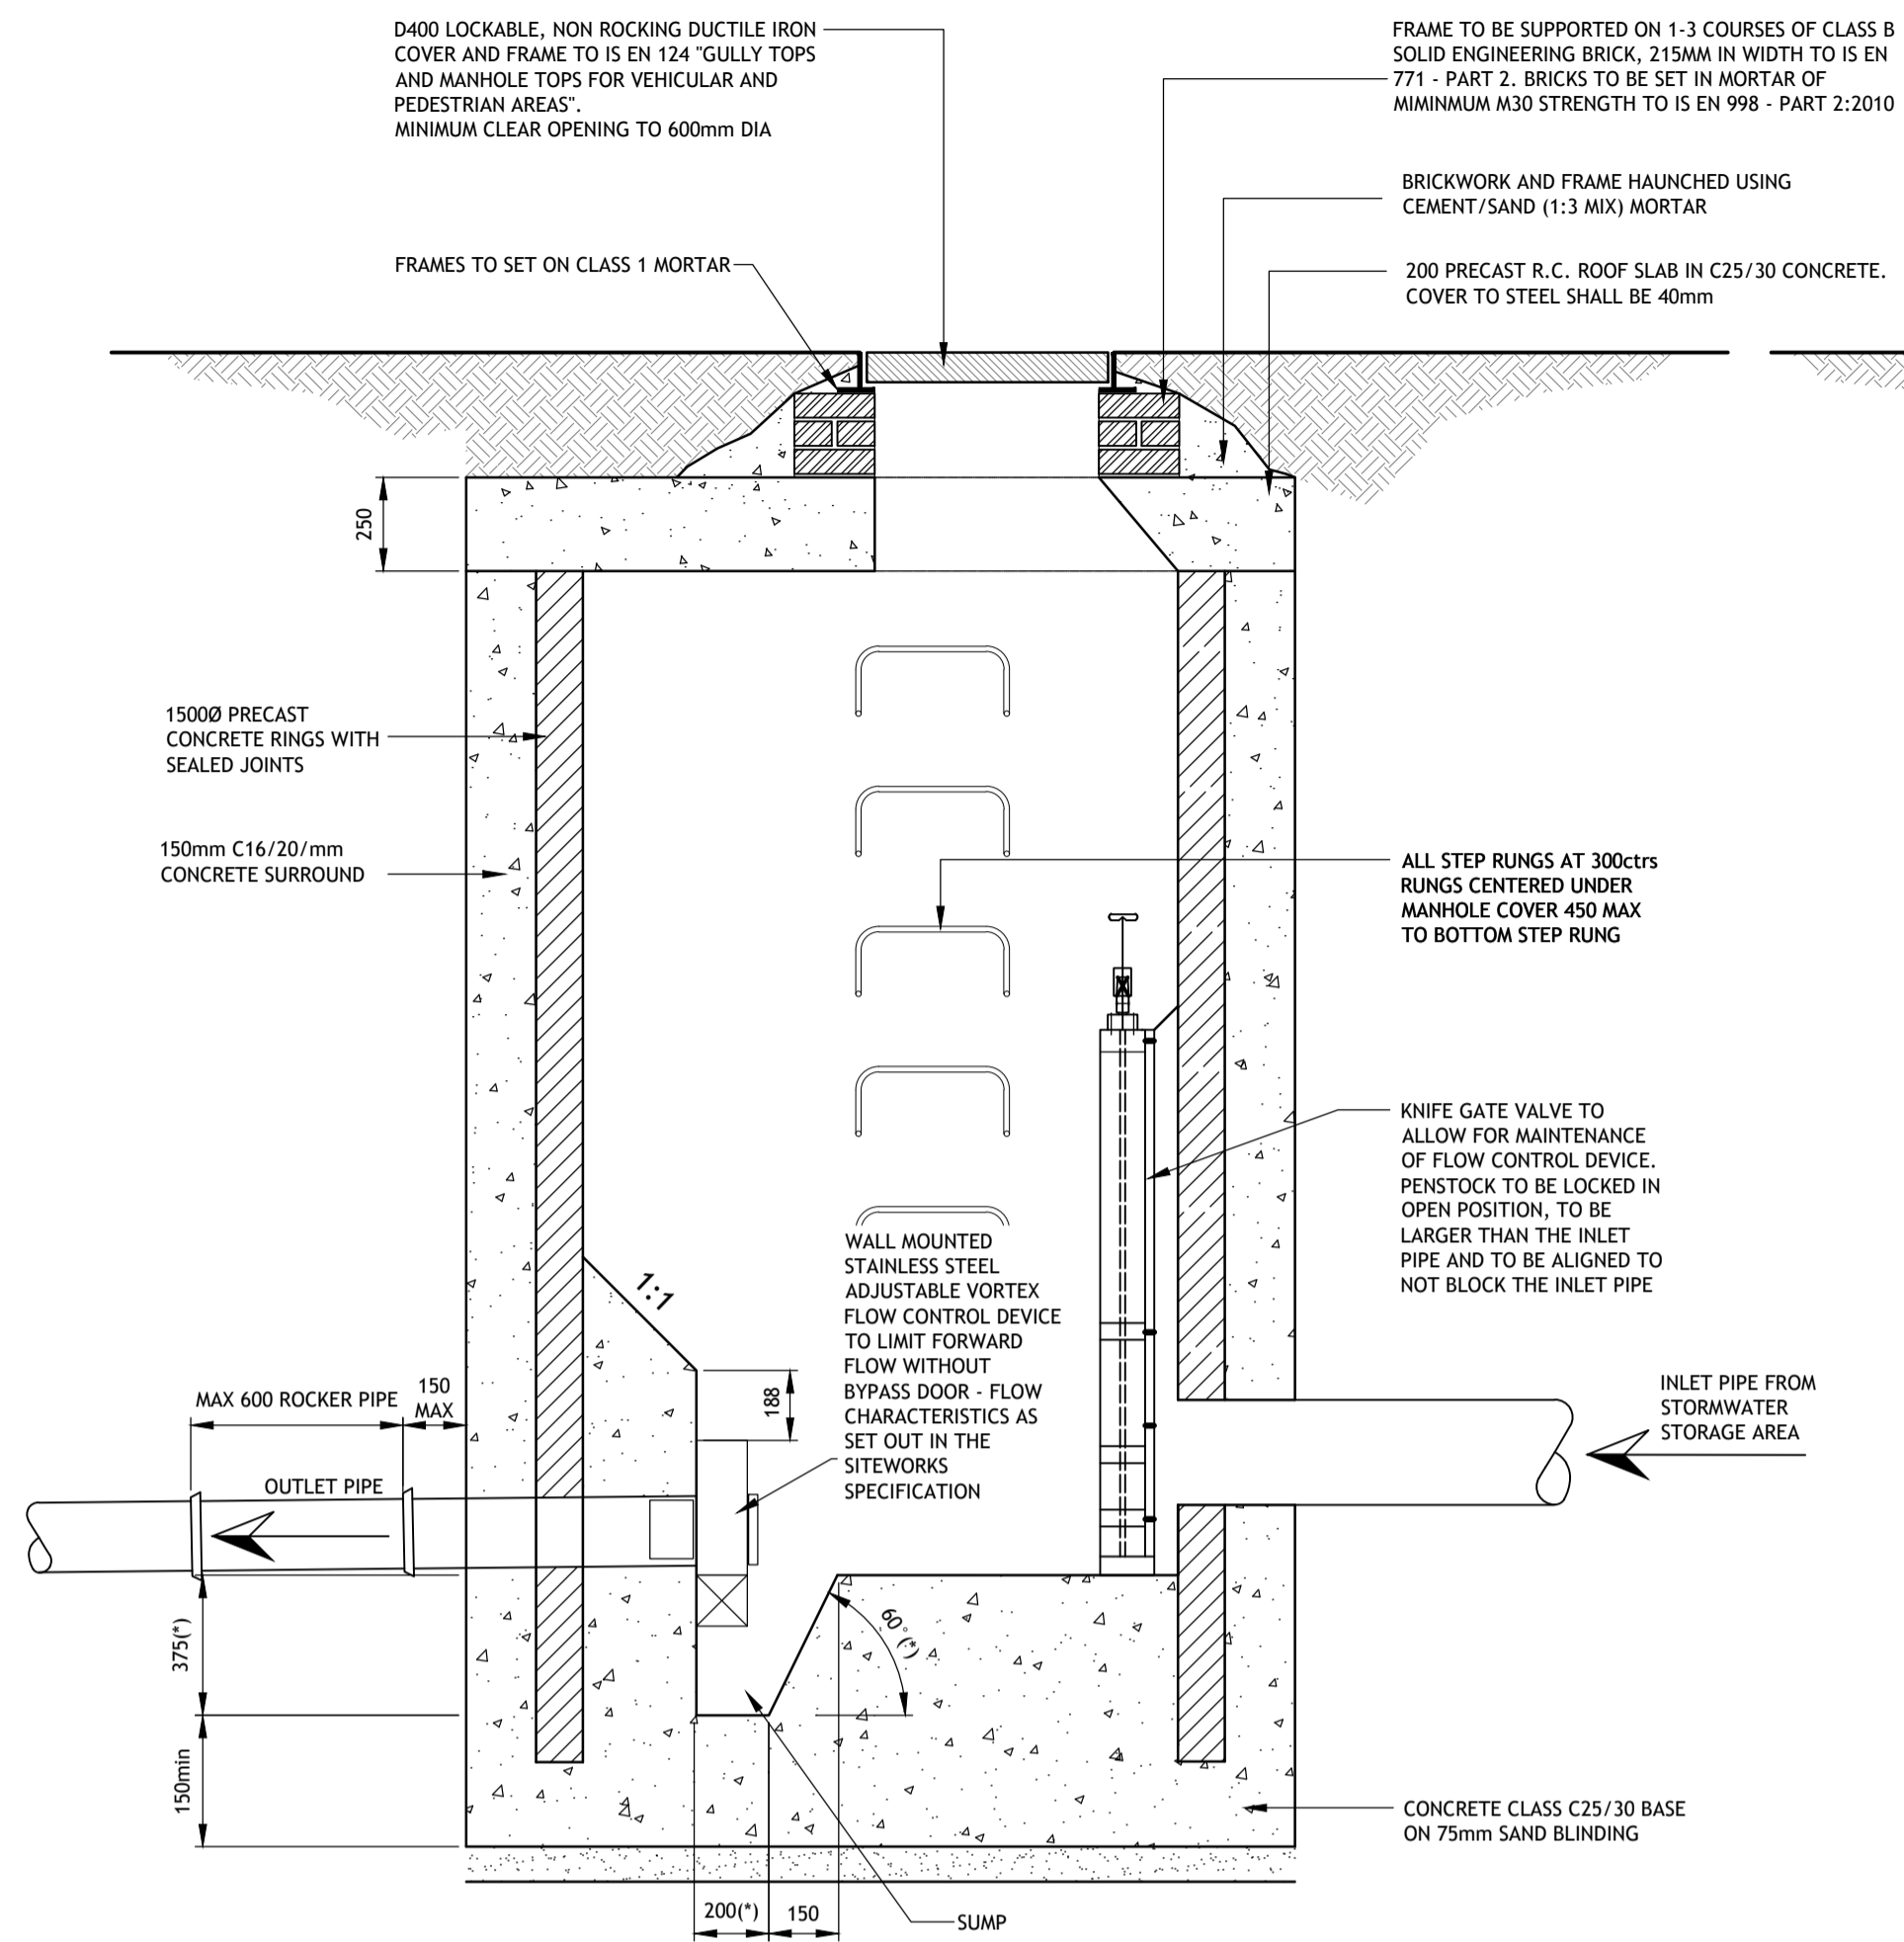 D400 LOCKABLE, NON ROCKING DUCTILE IRON
COVER AND FRAME TO IS EN 124 "GULLY TOPS
AND MANHOLE TOPS FOR VEHICULAR AND
PEDESTRIAN AREAS".
MINIMUM CLEAR OPENING TO 600mm DIA
FRAME TO BE SUPPORTED ON 1-3 COURSES OF CLASS B
SOLID ENGINEERING BRICK, 215MM IN WIDTH TO IS EN
771 - PART 2. BRICKS TO BE SET IN MORTAR OF
MIMINMUM M30 STRENGTH TO IS EN 998 - PART 2:2010
BRICKWORK AND FRAME HAUNCHED USING
CEMENT/SAND (1:3 MIX) MORTAR
FRAMES TO SET ON CLASS 1 MORTAR
200 PRECAST R.C. ROOF SLAB IN C25/30 CONCRETE.
COVER TO STEEL SHALL BE 40mm
250
1500Ø PRECAST
CONCRETE RINGS WITH
SEALED JOINTS
150mm C16/20/mm
CONCRETE SURROUND
ALL STEP RUNGS AT 300ctrs
RUNGS CENTERED UNDER
MANHOLE COVER 450 MAX
TO BOTTOM STEP RUNG
KNIFE GATE VALVE TO
ALLOW FOR MAINTENANCE
OF FLOW CONTROL DEVICE.
PENSTOCK TO BE LOCKED IN
OPEN POSITION, TO BE
LARGER THAN THE INLET
PIPE AND TO BE ALIGNED TO
NOT BLOCK THE INLET PIPE
1:1
WALL MOUNTED
STAINLESS STEEL
ADJUSTABLE VORTEX
FLOW CONTROL DEVICE
TO LIMIT FORWARD
FLOW WITHOUT
BYPASS DOOR - FLOW
CHARACTERISTICS AS
SET OUT IN THE
SITEWORKS
SPECIFICATION
188
MAX 600 ROCKER PIPE
150
MAX
OUTLET PIPE
INLET PIPE FROM
STORMWATER
STORAGE AREA
375(*)
60°(*)
150min
CONCRETE CLASS C25/30 BASE
ON 75mm SAND BLINDING
200(*)
150
SUMP